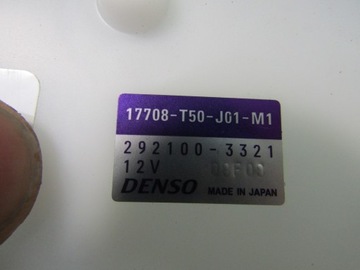 17708-T50-J01-M1
292100-3321
12V
DENSO MADE IN JAPAN